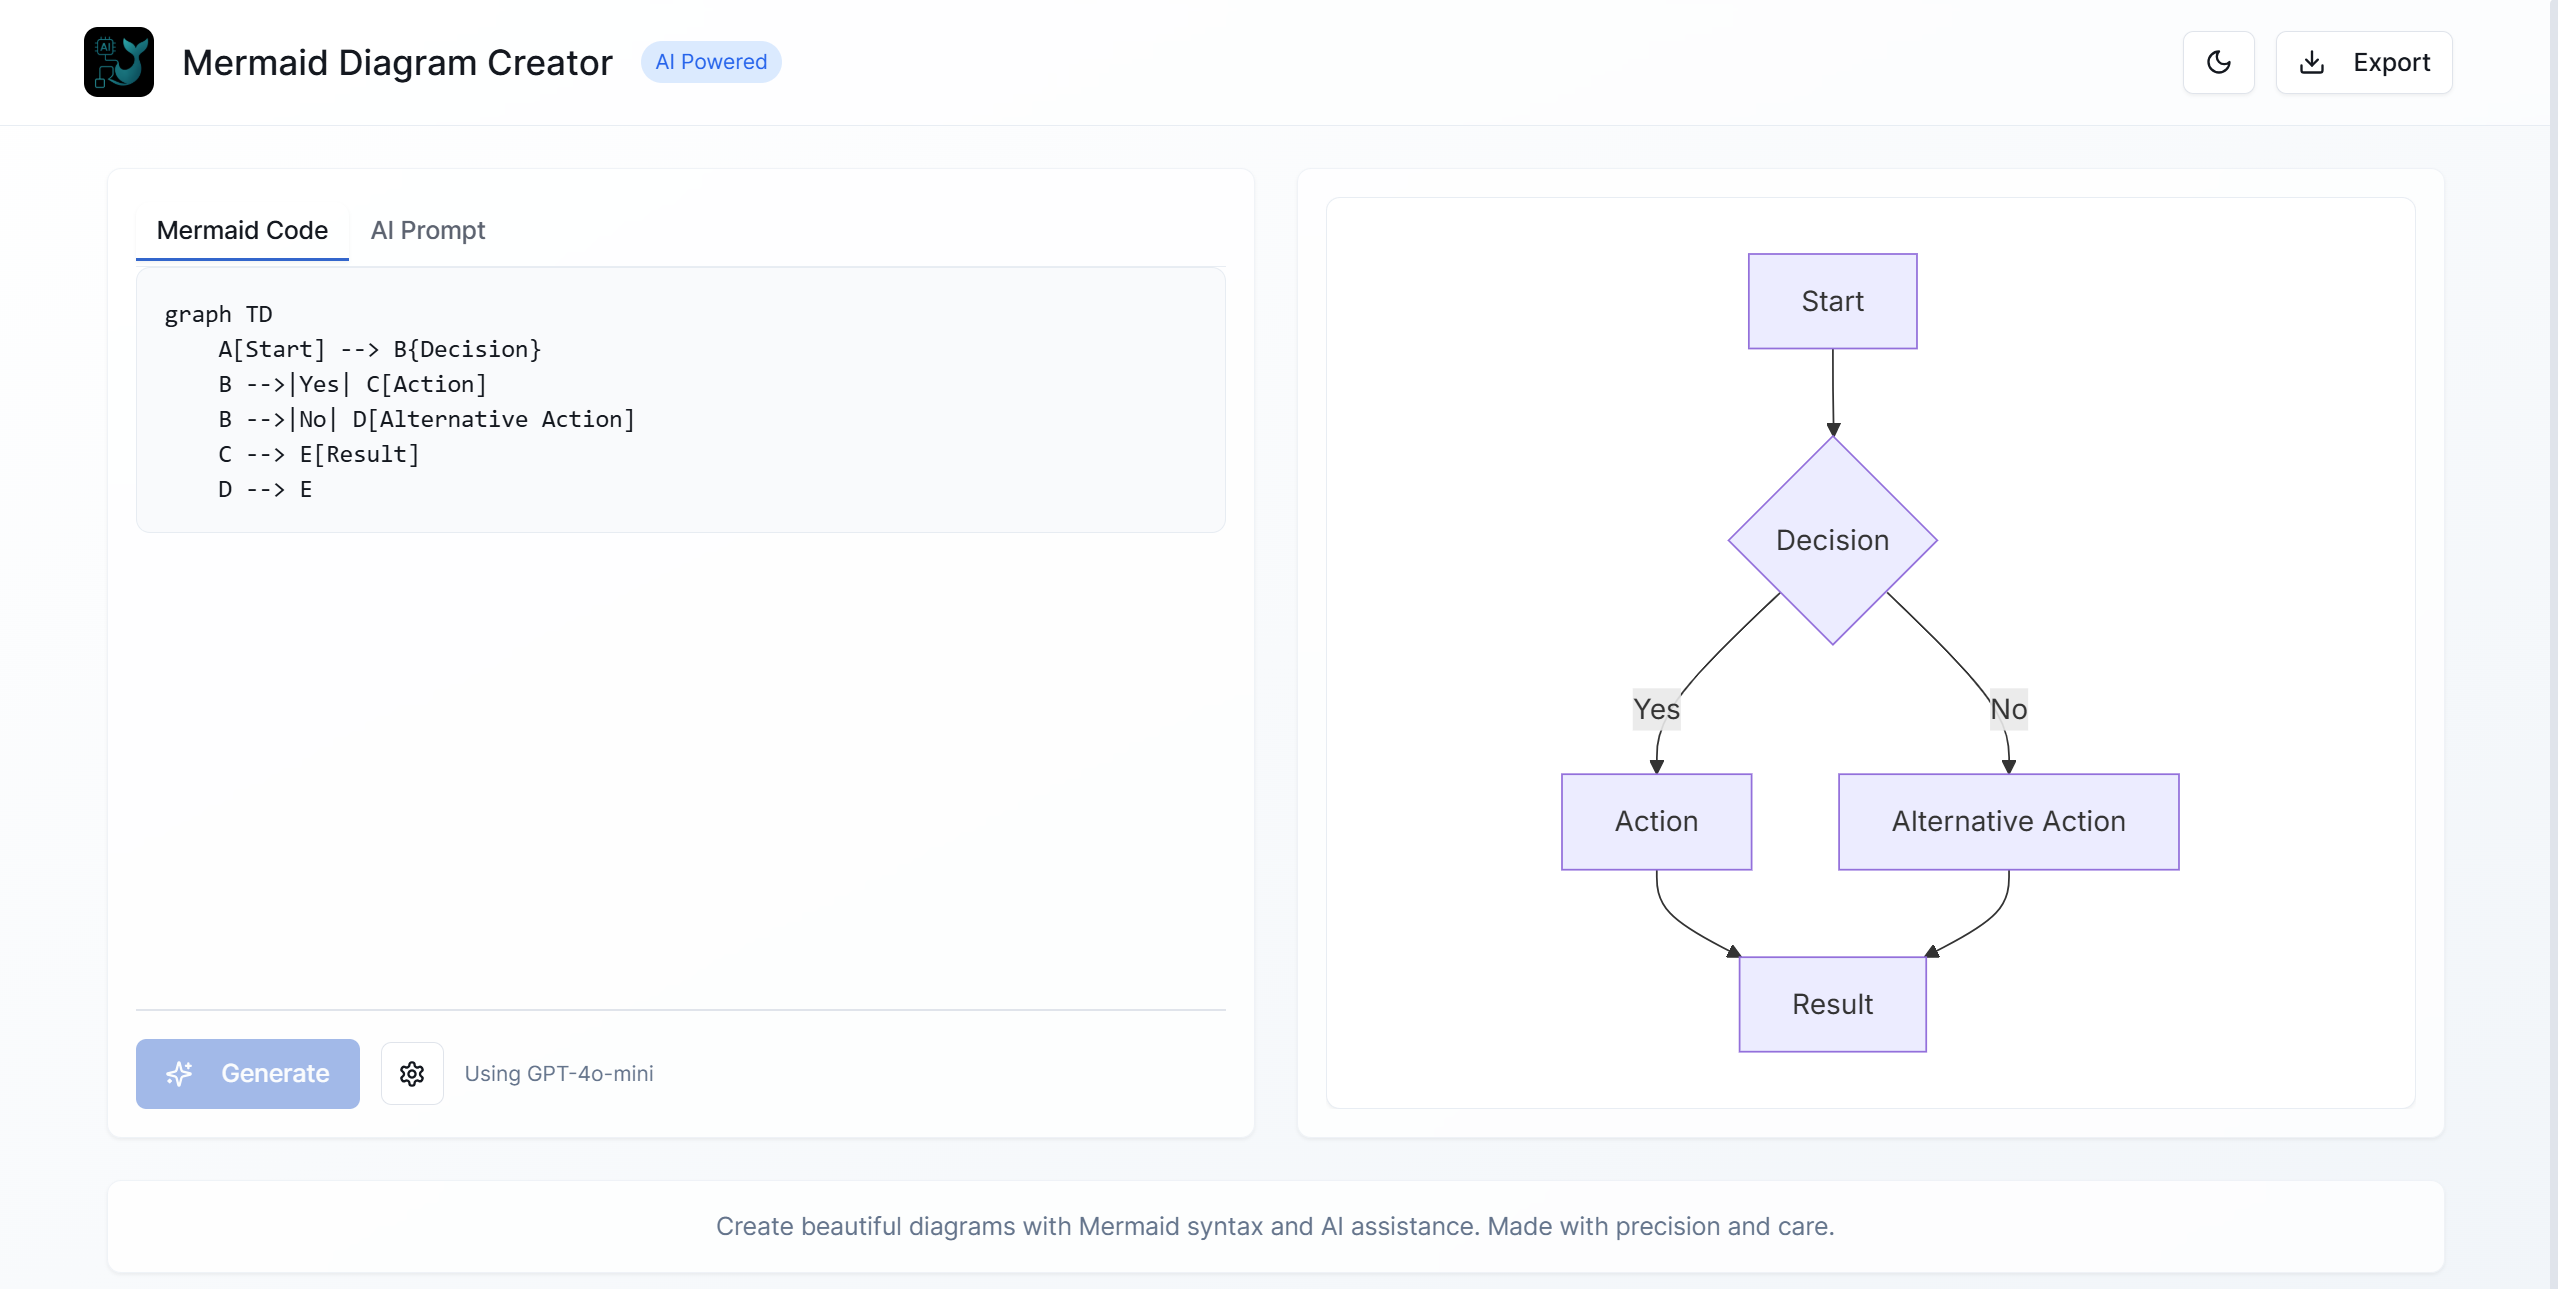 AI
Mermaid Diagram Creator
AI Powered
Export
Mermaid Code
AI Prompt
graph TD
    A[Start] --> B{Decision}
    B -->|Yes| C[Action]
    B -->|No| D[Alternative Action]
    C --> E[Result]
    D --> E
Generate
Using GPT-4o-mini
Start
Decision
Yes
No
Action
Alternative Action
Result
Create beautiful diagrams with Mermaid syntax and AI assistance. Made with precision and care.